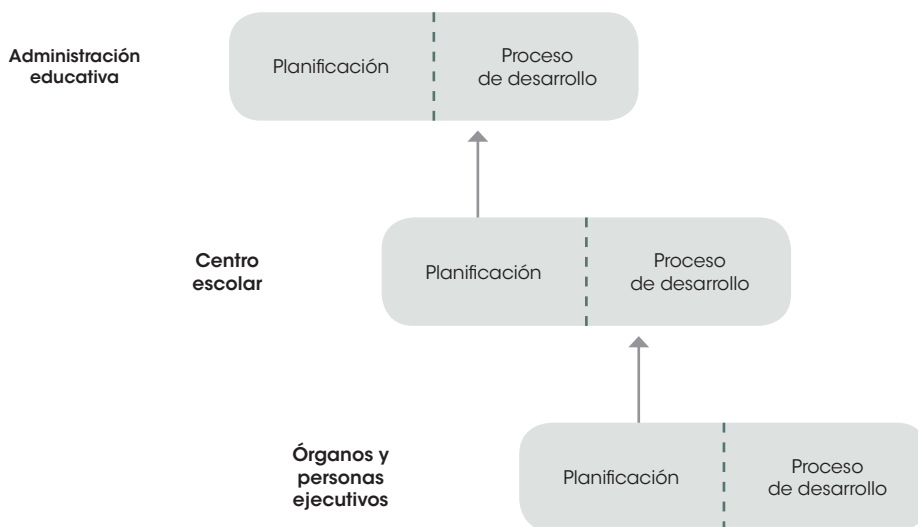 Administración
educativa
Planificación
Proceso
de desarrollo
Centro
escolar
Planificación
Proceso
de desarrollo
Órganos y
personas
ejecutivos
Planificación
Proceso
de desarrollo